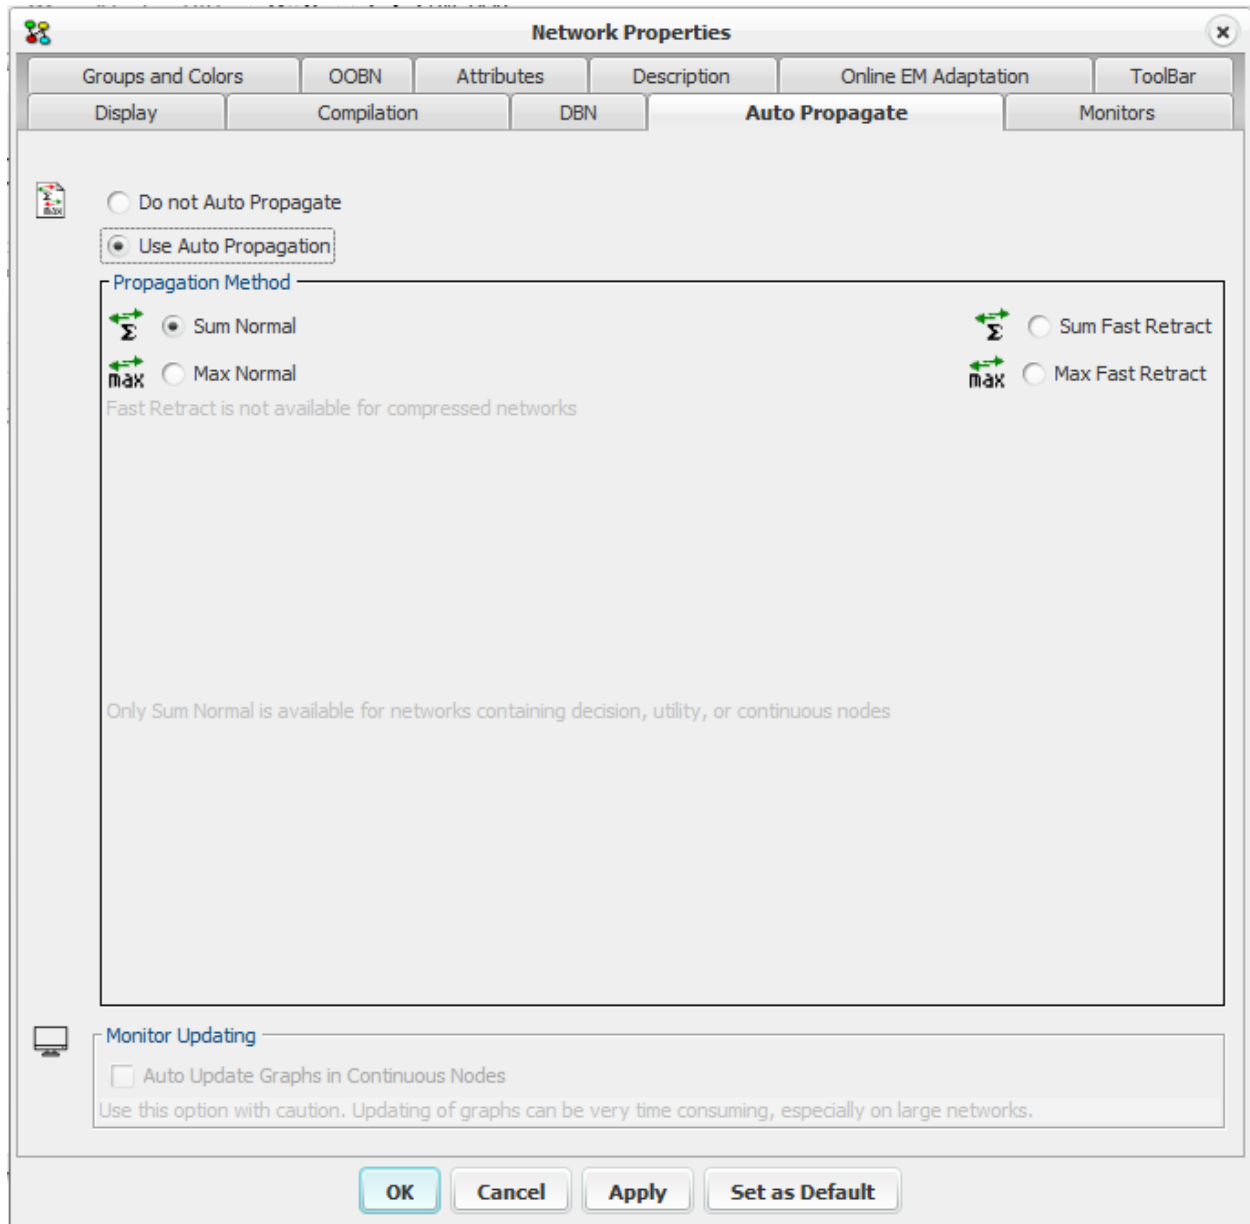 Network Properties
Groups and Colors OOBN Attributes Description Online EM Adaptation ToolBar
Display Compilation DBN Auto Propagate Monitors
Σ
max
Do not Auto Propagate
Use Auto Propagation
Propagation Method
Σ Sum Normal Σ Sum Fast Retract
max Max Normal max Max Fast Retract
Fast Retract is not available for compressed networks
Only Sum Normal is available for networks containing decision, utility, or continuous nodes
Monitor Updating
Auto Update Graphs in Continuous Nodes
Use this option with caution. Updating of graphs can be very time consuming, especially on large networks.
OK Cancel Apply Set as Default